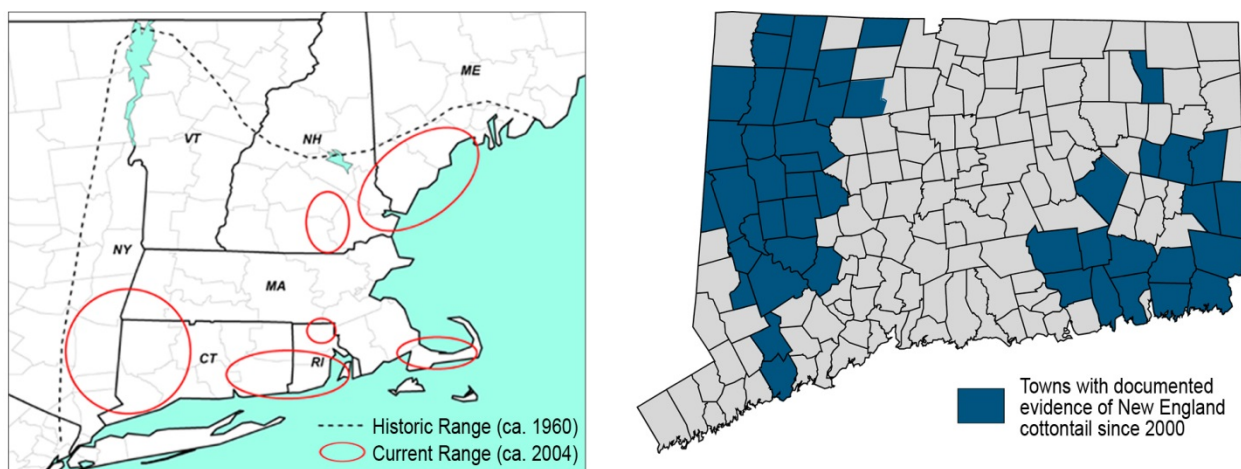 ME
VT
NH
NY
MA
CT
RI
Historic Range (ca. 1960)
Current Range (ca. 2004)
Towns with documented
evidence of New England
cottontail since 2000